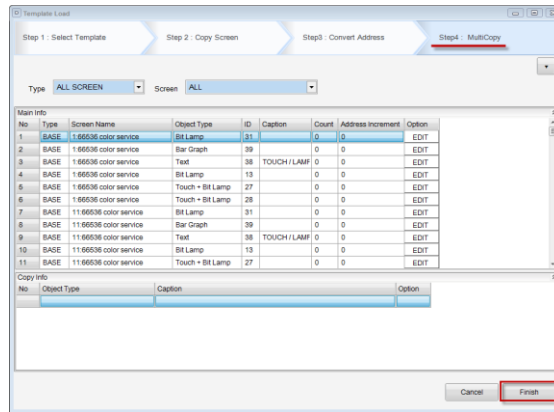 Template Load
Step 1 : Select Template Step 2 : Copy Screen Step3 : Convert Address Step4 : MultiCopy
Type ALL SCREEN Screen ALL
Main Info
No Type Screen Name Object Type ID Caption Count Address Increment Option
1 BASE 1:66536 color service Bit Lamp 31 0 0 EDIT
2 BASE 1:66536 color service Bar Graph 39 0 0 EDIT
3 BASE 1:66536 color service Text 38 TOUCH / LAMF 0 0 EDIT
4 BASE 1:66536 color service Bit Lamp 13 0 0 EDIT
5 BASE 1:66536 color service Touch + Bit Lamp 27 0 0 EDIT
6 BASE 1:66536 color service Touch + Bit Lamp 28 0 0 EDIT
7 BASE 11:66536 color service Bit Lamp 31 0 0 EDIT
8 BASE 11:66536 color service Bar Graph 39 0 0 EDIT
9 BASE 11:66536 color service Text 38 TOUCH / LAMF 0 0 EDIT
10 BASE 11:66536 color service Bit Lamp 13 0 0 EDIT
11 BASE 11:66536 color service Touch + Bit Lamp 27 0 0 EDIT
Copy Info
No Object Type Caption Option
Cancel Finish